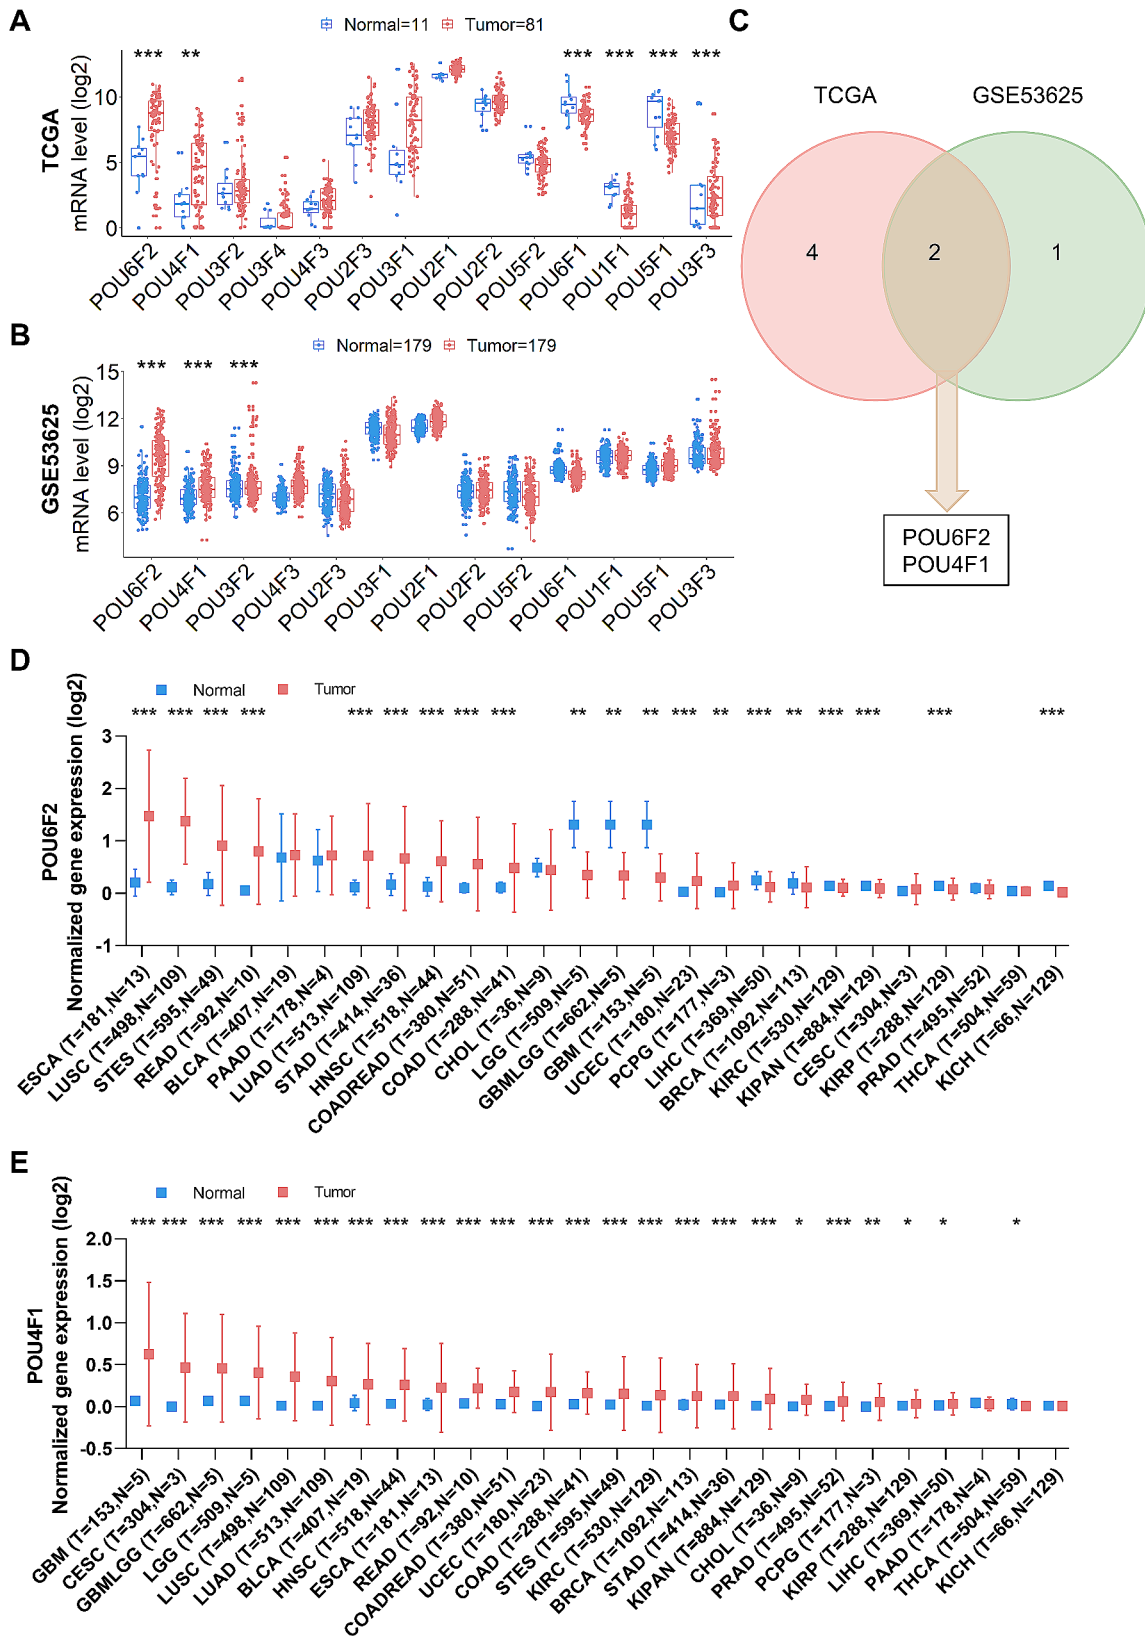 A
Normal=11 Tumor=81
*** ** *** *** *** ***
TCGA
mRNA level (log2)
10
5
0
POU6F2
POU4F1
POU3F2
POU3F4
POU4F3
POU2F3
POU3F1
POU2F1
POU2F2
POU5F2
POU6F1
POU1F1
POU5F1
POU3F3
B
Normal=179 Tumor=179
*** *** ***
GSE53625
mRNA level (log2)
15
12
9
6
POU6F2
POU4F1
POU3F2
POU4F3
POU2F3
POU3F1
POU2F1
POU2F2
POU5F2
POU6F1
POU1F1
POU5F1
POU3F3
C
TCGA GSE53625
4 2 1
POU6F2
POU4F1
D
Normal Tumor
*** *** *** *** *** *** *** *** *** ** ** ** *** ** *** ** *** *** *** ***
POU6F2
Normalized gene expression (log2)
3
2
1
0
-1
ESCA (T=181,N=13)
LUSC (T=498,N=109)
STES (T=595,N=49)
READ (T=92,N=10)
BLCA (T=407,N=19)
PAAD (T=178,N=4)
LUAD (T=513,N=109)
STAD (T=414,N=36)
HNSC (T=518,N=44)
COADREAD (T=380,N=51)
COAD (T=288,N=41)
CHOL (T=36,N=9)
LGG (T=509,N=5)
GBMLGG (T=662,N=5)
GBM (T=153,N=5)
UCEC (T=180,N=23)
PCPG (T=177,N=3)
LIHC (T=369,N=50)
BRCA (T=1092,N=113)
KIRC (T=530,N=129)
KIPAN (T=884,N=129)
CESC (T=304,N=3)
KIRP (T=288,N=129)
PRAD (T=495,N=52)
THCA (T=504,N=59)
KICH (T=66,N=129)
E
Normal Tumor
*** *** *** *** *** *** *** *** *** *** *** *** *** *** *** *** *** *** * *** ** * * *
POU4F1
Normalized gene expression (log2)
2.0
1.5
1.0
0.5
0.0
-0.5
GBM (T=153,N=5)
CESC (T=304,N=3)
GBMLGG (T=662,N=5)
LGG (T=509,N=5)
LUSC (T=498,N=109)
LUAD (T=513,N=109)
BLCA (T=407,N=19)
HNSC (T=518,N=44)
ESCA (T=181,N=13)
READ (T=92,N=10)
COADREAD (T=380,N=51)
UCEC (T=180,N=23)
COAD (T=288,N=41)
STES (T=595,N=49)
KIRC (T=530,N=129)
BRCA (T=1092,N=113)
STAD (T=414,N=36)
KIPAN (T=884,N=129)
CHOL (T=36,N=9)
PRAD (T=495,N=52)
PCPG (T=177,N=3)
KIRP (T=288,N=129)
LIHC (T=369,N=50)
PAAD (T=178,N=4)
THCA (T=504,N=59)
KICH (T=66,N=129)